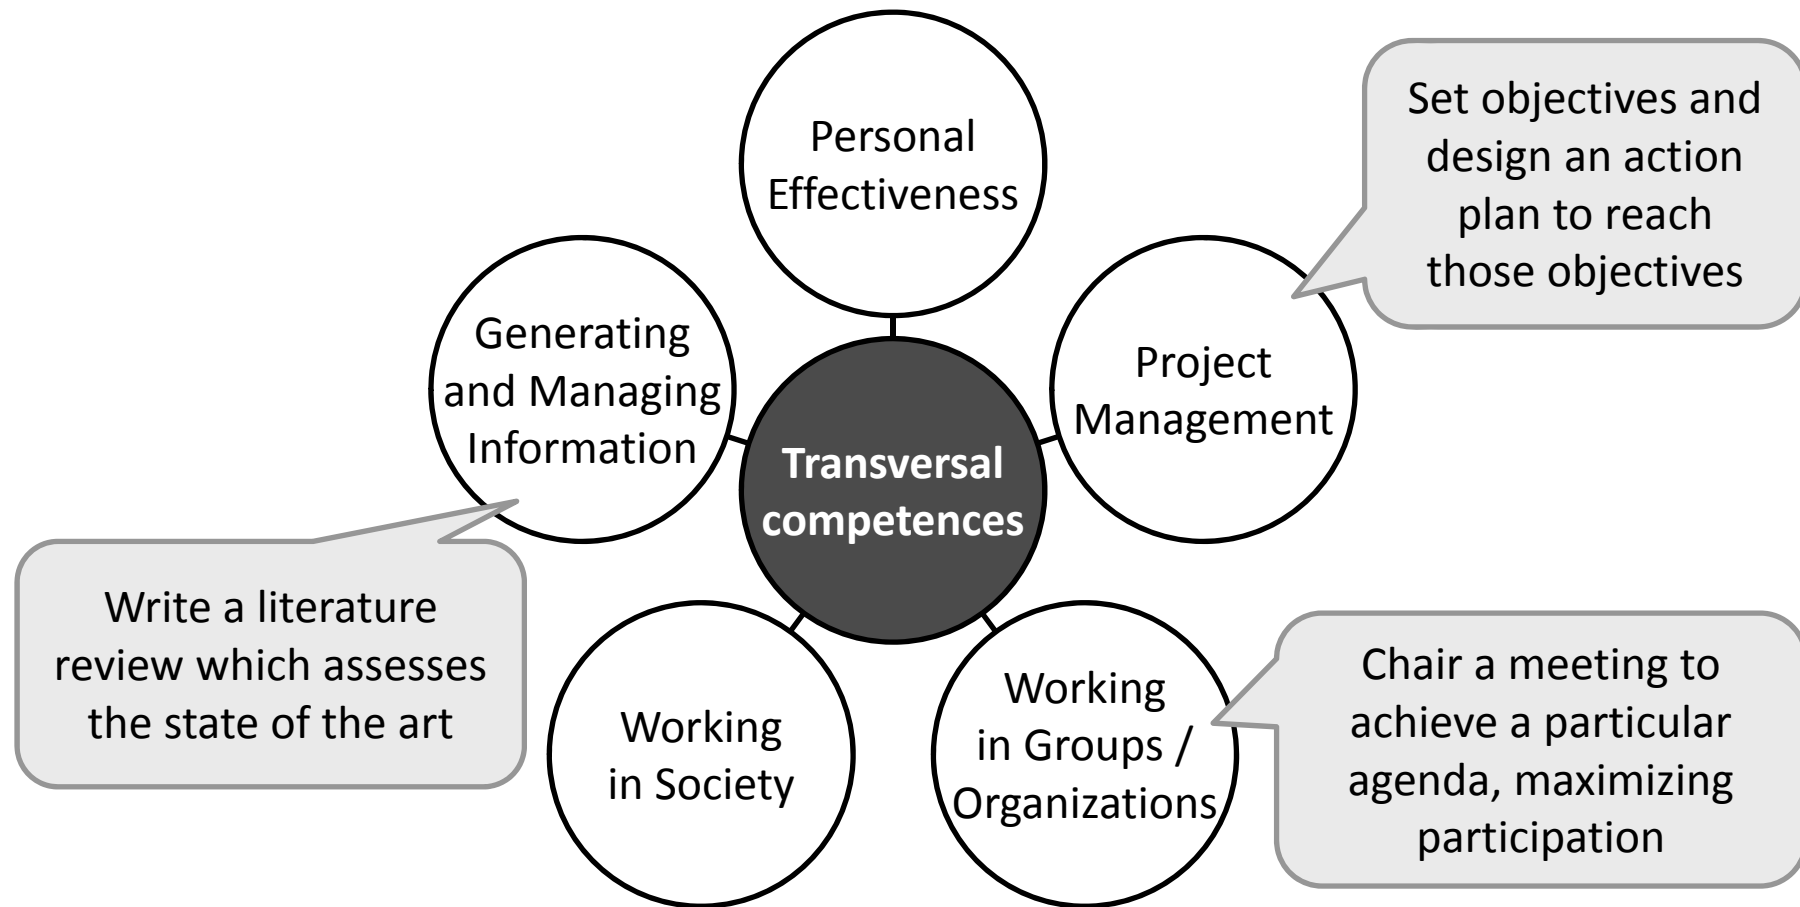 Personal
Effectiveness
Set objectives and
design an action
plan to reach
those objectives
Generating
and Managing
Information
Project
Management
Transversal
competences
Write a literature
review which assesses
the state of the art
Working
in Society
Working
in Groups /
Organizations
Chair a meeting to
achieve a particular
agenda, maximizing
participation